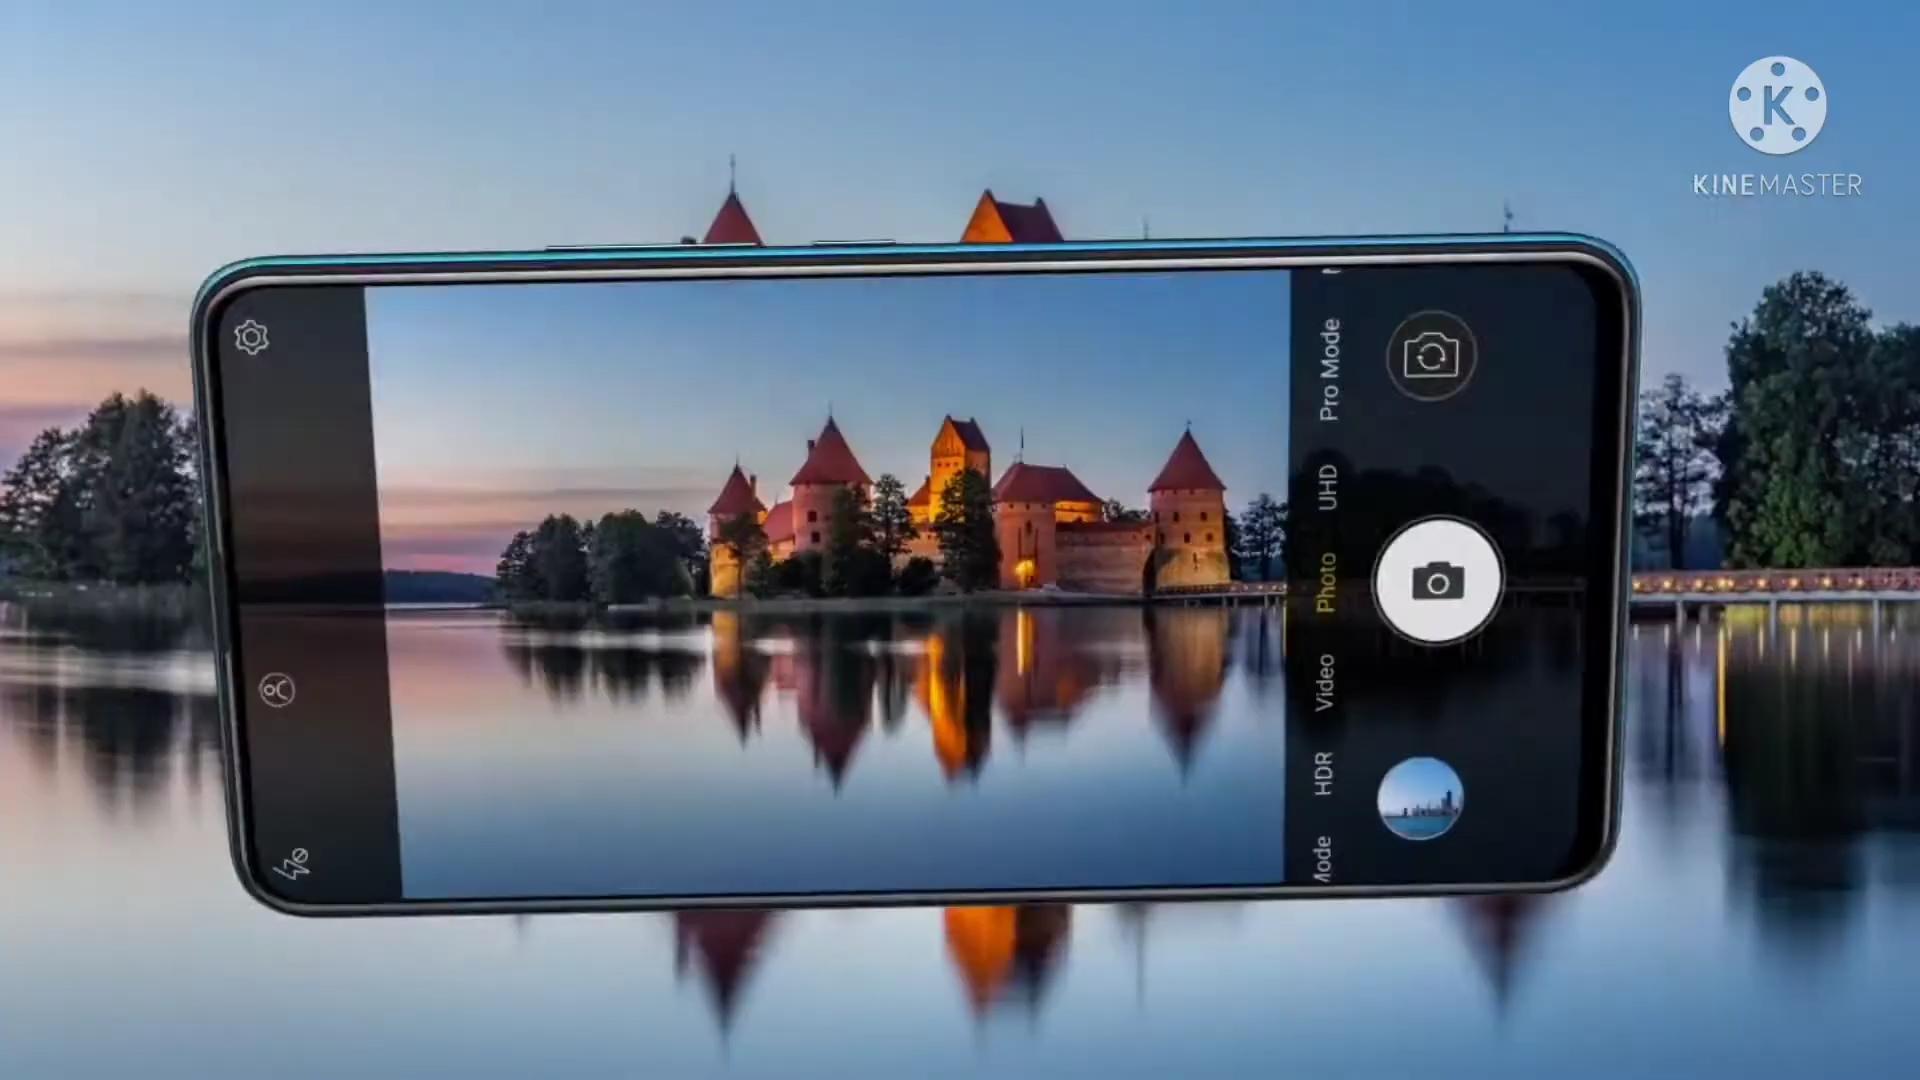 K
KINEMASTER
Pro Mode
UHD
Photo
Video
HDR
Mode